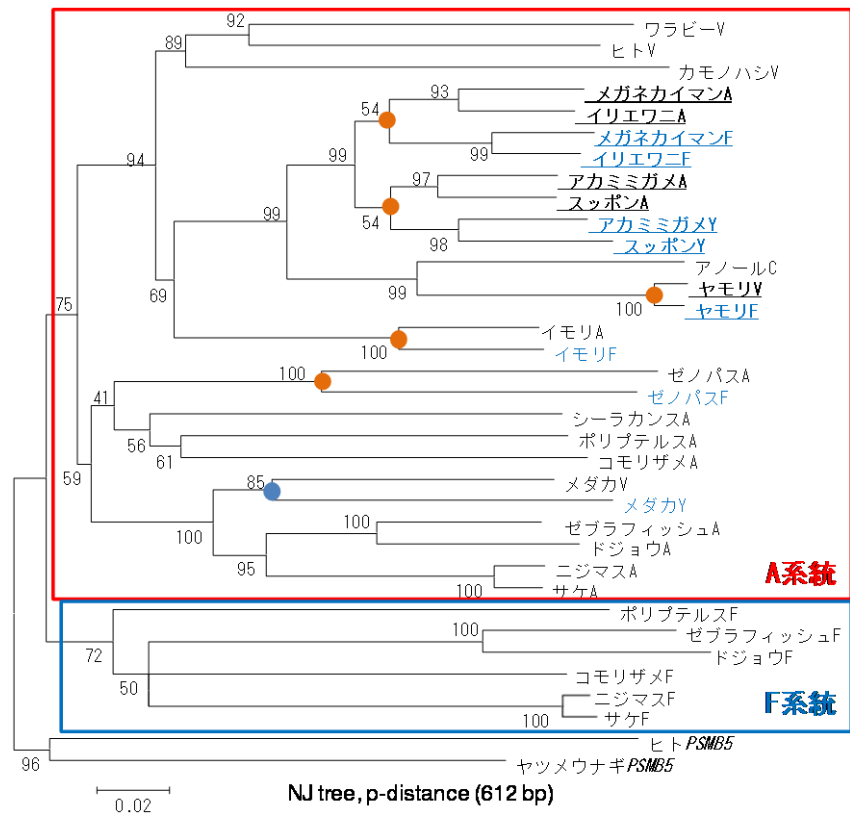 92
ワラビーV
89
ヒトV
カモノハシV
93
メガネカイマンA
54
イリエワニA
メガネカイマンF
94
99
99
イリエワニF
97
アカミミガメA
スッポンA
99
54
アカミミガメY
98
スッポンY
アノールC
99
ヤモリV
75
69
100
ヤモリF
イモリA
100
イモリF
100
ゼノパスA
ゼノパスF
41
シーラカンスA
56
ポリプテルスA
61
コモリザメA
59
85
メダカV
メダカY
100
100
ゼブラフィッシュA
ドジョウA
95
ニジマスA
100
サケA
A系統
ポリプテルスF
100
ゼブラフィッシュF
72
ドジョウF
50
コモリザメF
ニジマスF
F系統
100
サケF
ヒトPSMB5
96
ヤツメウナギPSMB5
0.02
NJ tree, p-distance (612 bp)